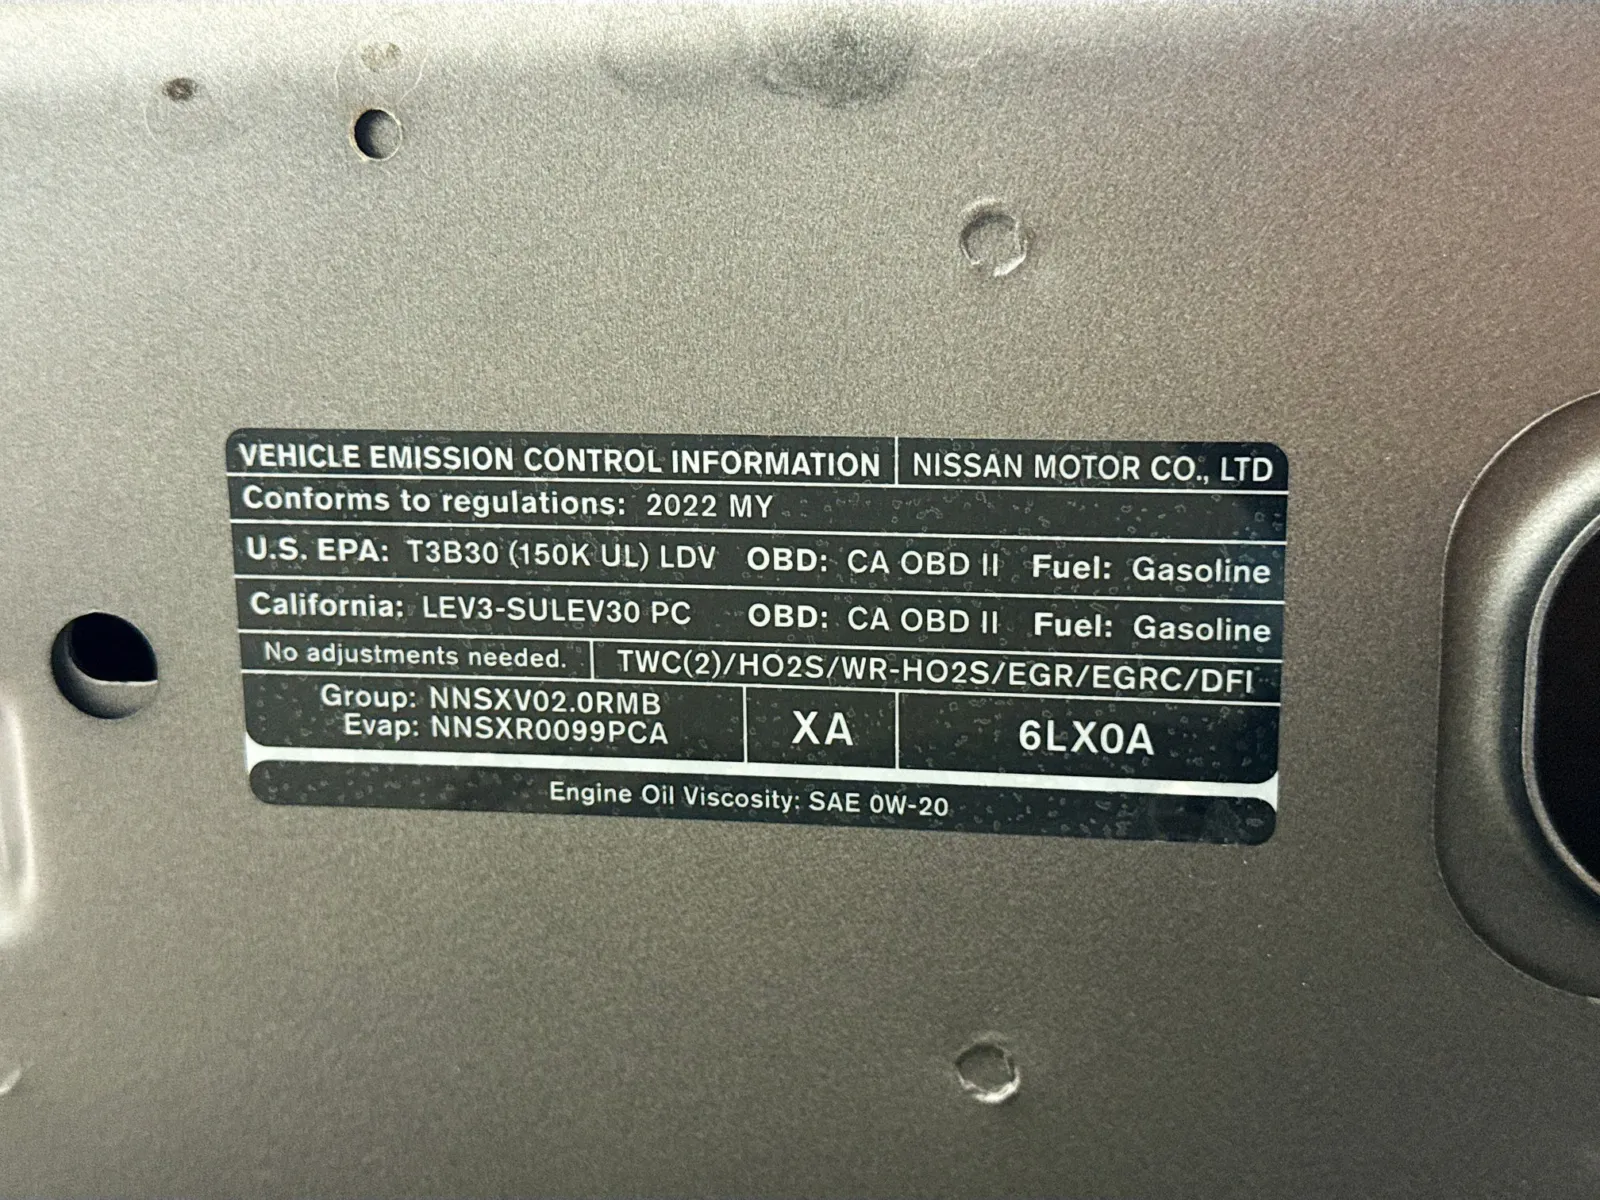 VEHICLE EMISSION CONTROL INFORMATION NISSAN MOTOR CO., LTD
Conforms to regulations: 2022 MY
U.S. EPA: T3B30 (150K UL) LDV OBD: CA OBD II Fuel: Gasoline
California: LEV3-SULEV30 PC OBD: CA OBD II Fuel: Gasoline
No adjustments needed. TWC(2)/HO2S/WR-HO2S/EGR/EGRC/DFI
Group: NNSXV02.0RMB
Evap: NNSXR0099PCA
XA
6LX0A
Engine Oil Viscosity: SAE 0W-20